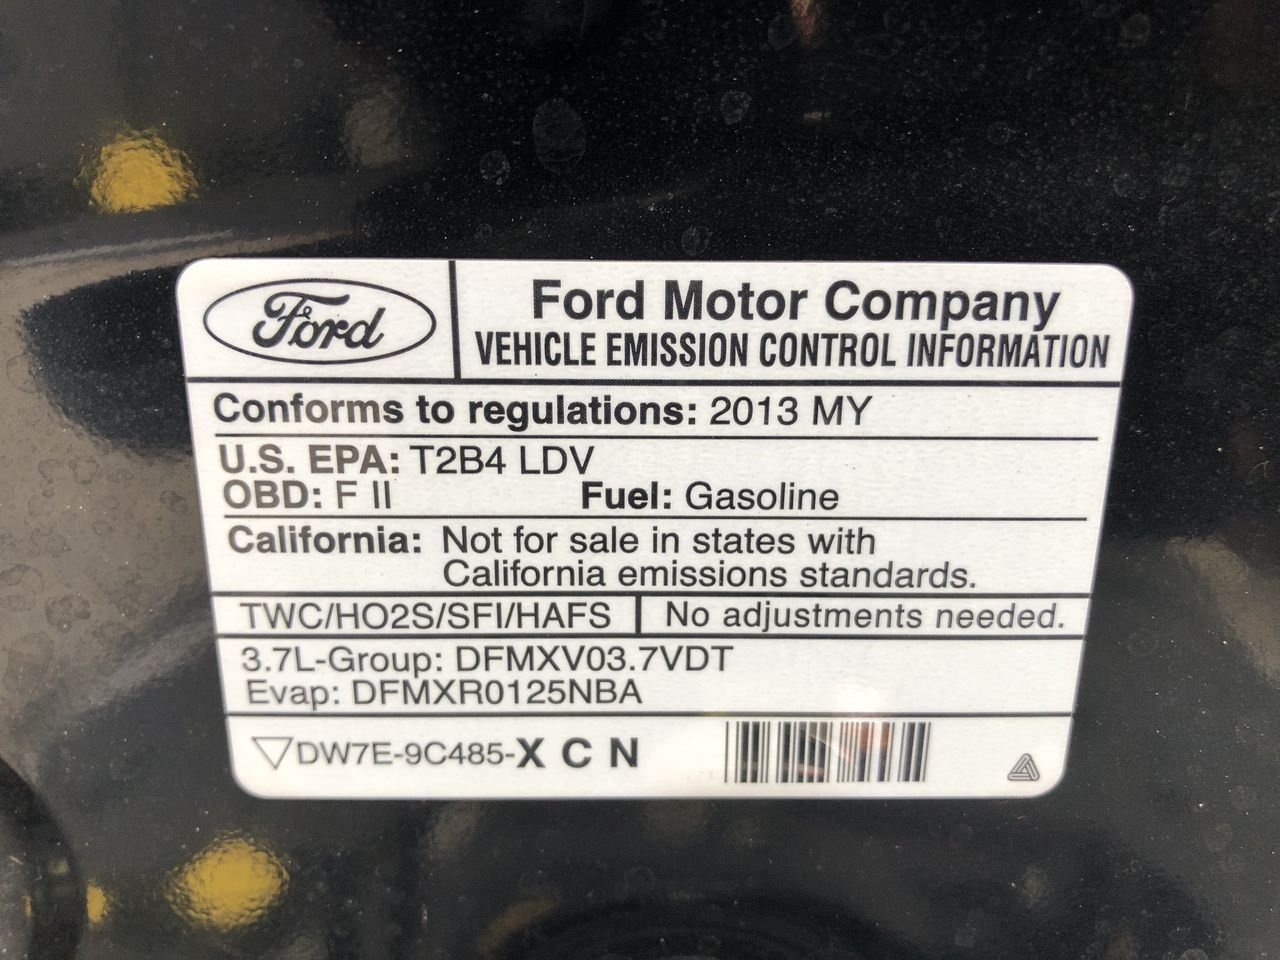 Ford
Ford Motor Company
VEHICLE EMISSION CONTROL INFORMATION
Conforms to regulations: 2013 MY
U.S. EPA: T2B4 LDV
OBD: F II Fuel: Gasoline
California: Not for sale in states with
California emissions standards.
TWC/HO2S/SFI/HAFS No adjustments needed.
3.7L-Group: DFMXV03.7VDT
Evap: DFMXR0125NBA
▽DW7E-9C485-X C N